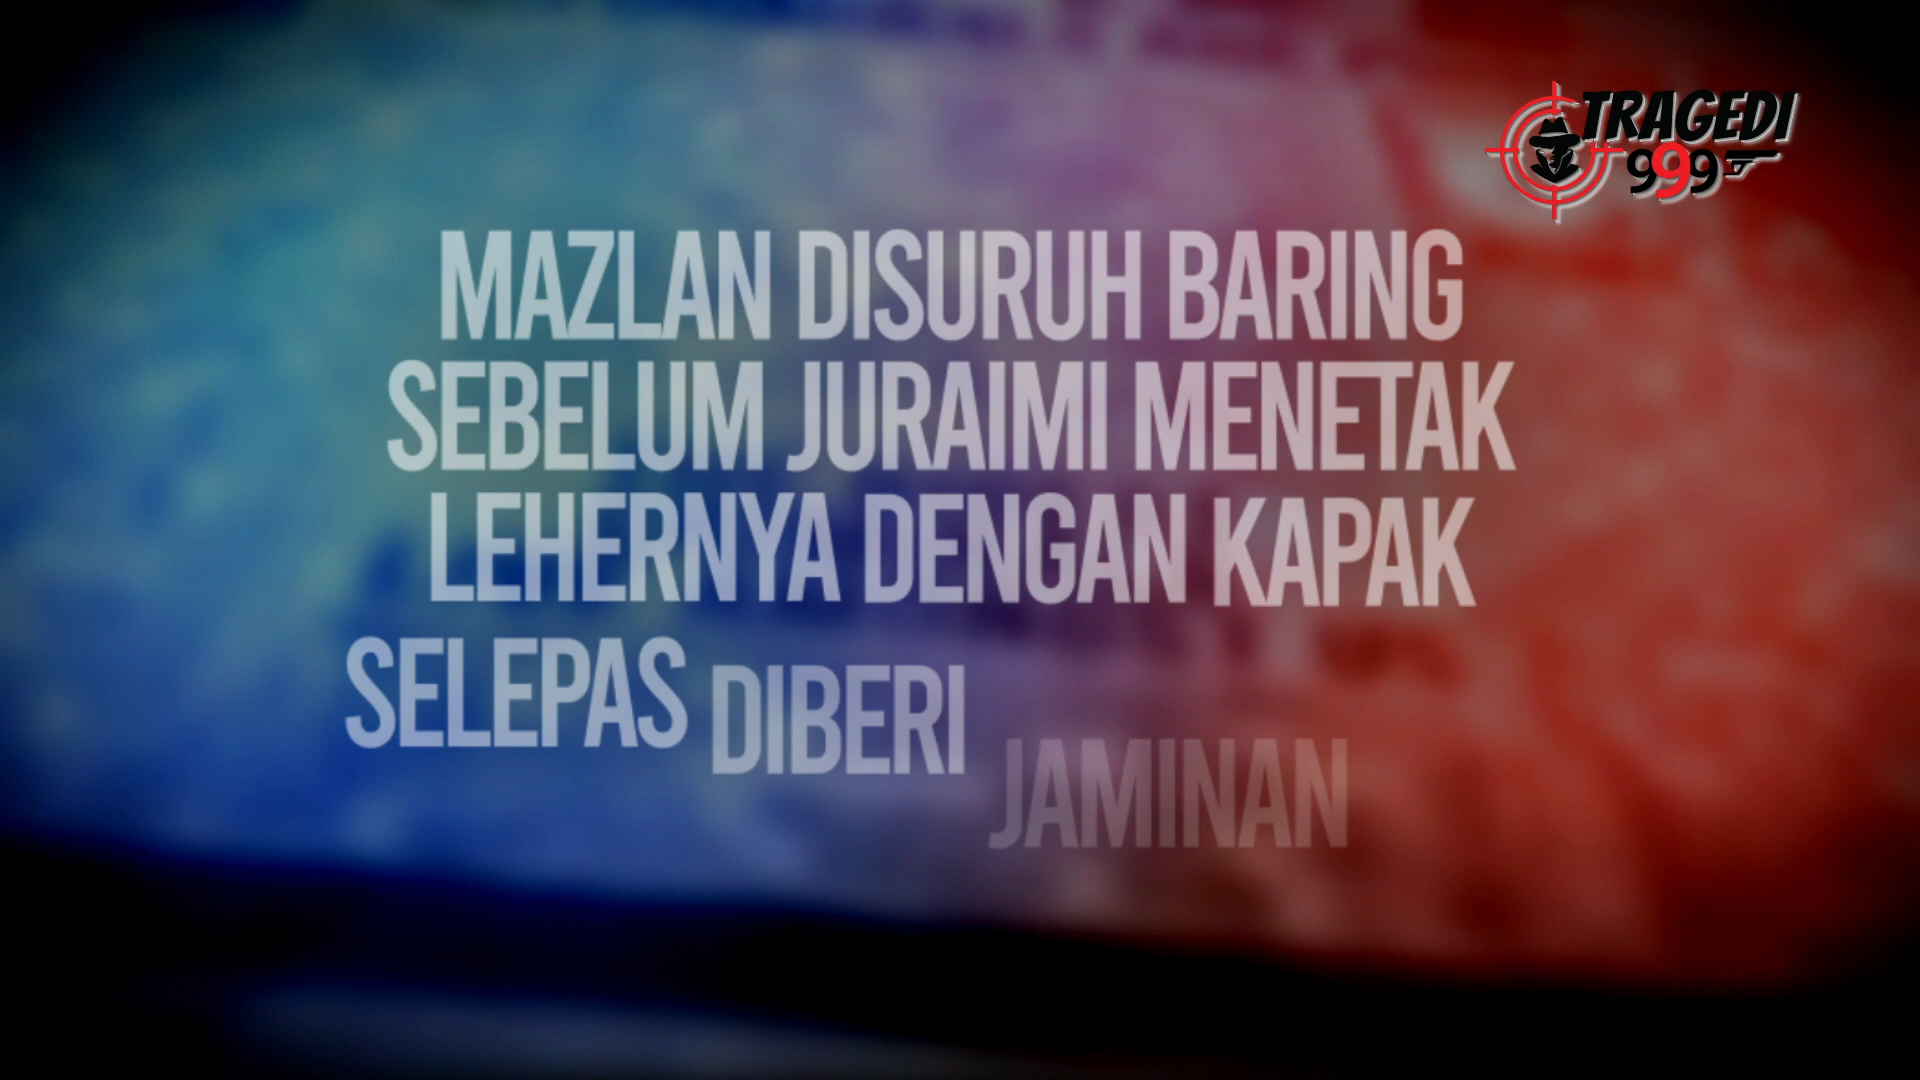 TRAGEDI
999
MAZLAN DISURUH BARING
SEBELUM JURAIMI MENETAK
LEHERNYA DENGAN KAPAK
SELEPAS DIBERI JAMINAN